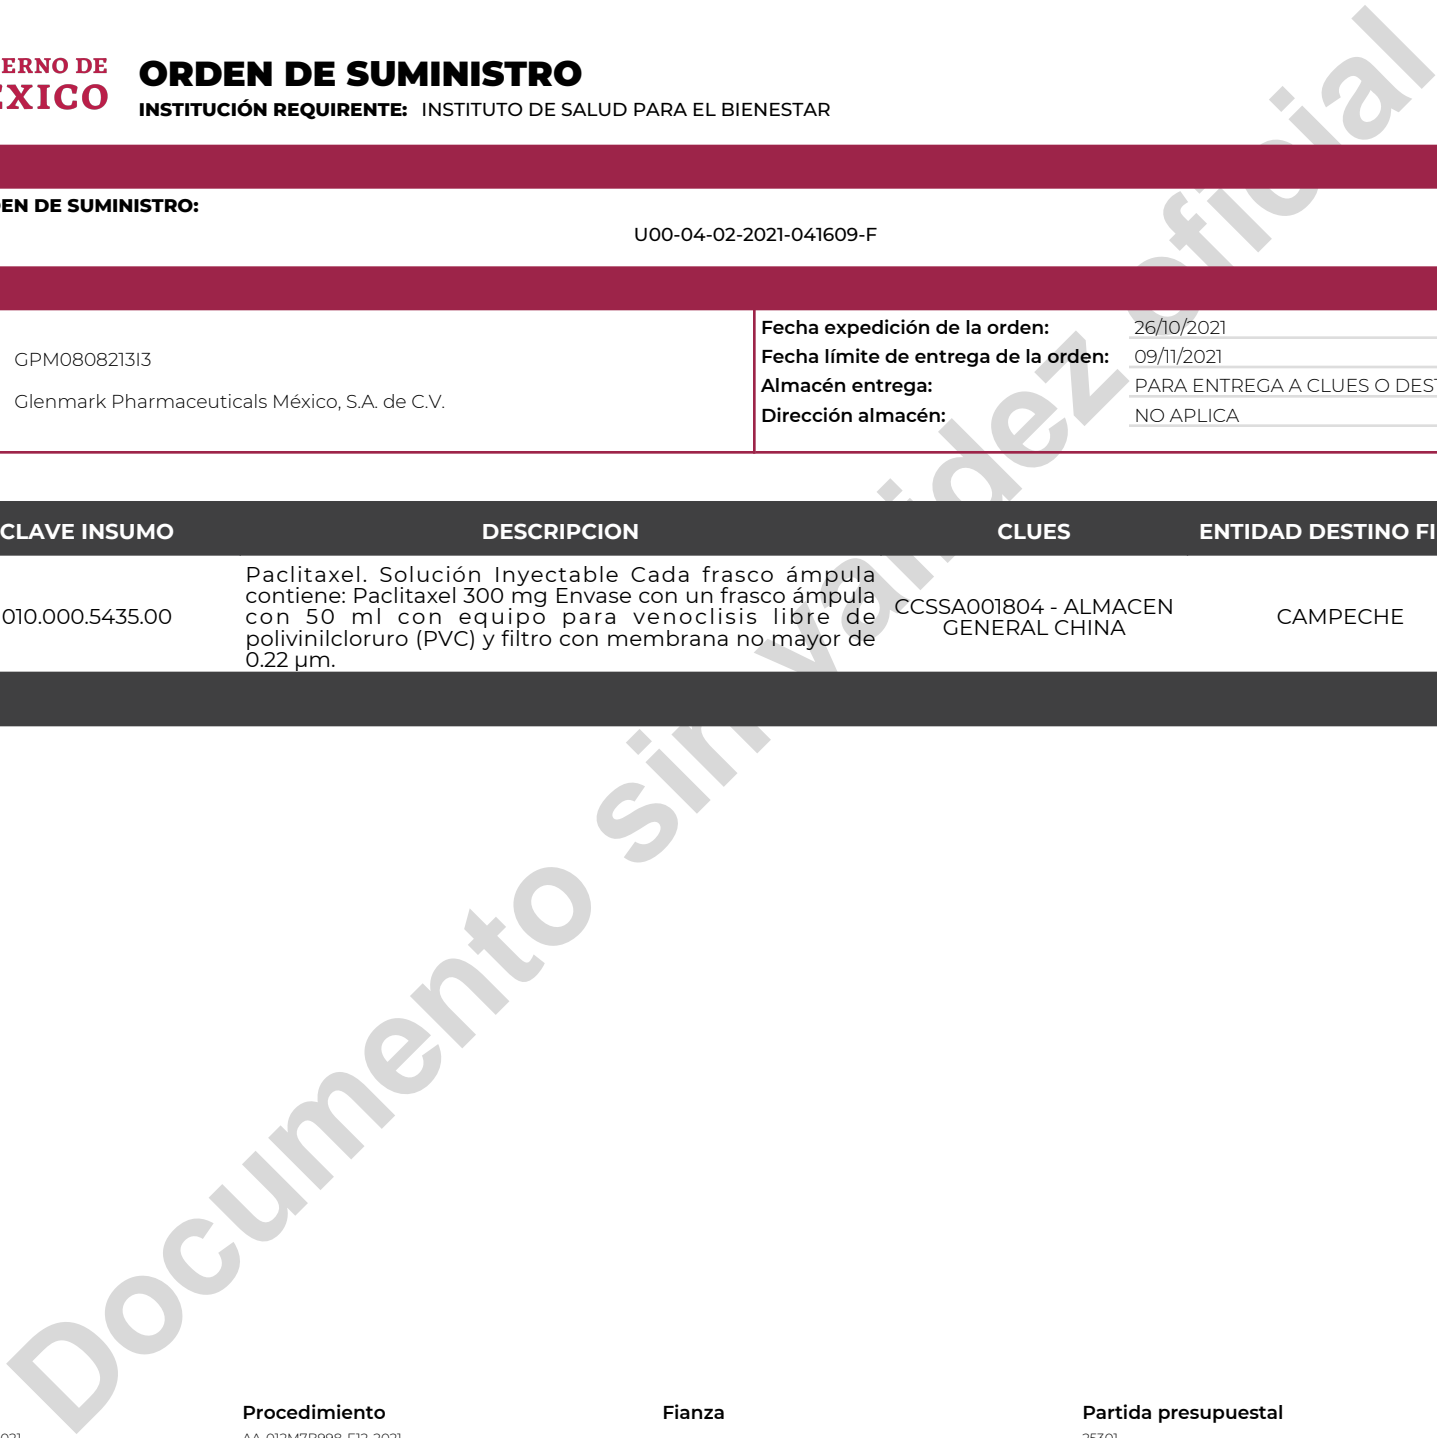 ERNO DE
ÉXICO
ORDEN DE SUMINISTRO
INSTITUCIÓN REQUIRENTE: INSTITUTO DE SALUD PARA EL BIENESTAR
EN DE SUMINISTRO:
U00-04-02-2021-041609-F
GPM0808213I3
Glenmark Pharmaceuticals México, S.A. de C.V.
Fecha expedición de la orden: 26/10/2021
Fecha límite de entrega de la orden: 09/11/2021
Almacén entrega: PARA ENTREGA A CLUES O DEST
Dirección almacén: NO APLICA
CLAVE INSUMO DESCRIPCION CLUES ENTIDAD DESTINO FI
010.000.5435.00
Paclitaxel. Solución Inyectable Cada frasco ámpula
contiene: Paclitaxel 300 mg Envase con un frasco ámpula
con 50 ml con equipo para venoclisis libre de
polivinilcloruro (PVC) y filtro con membrana no mayor de
0.22 µm.
CCSSA001804 - ALMACEN
GENERAL CHINA
CAMPECHE
Documento sin validez oficial
Procedimiento Fianza Partida presupuestal